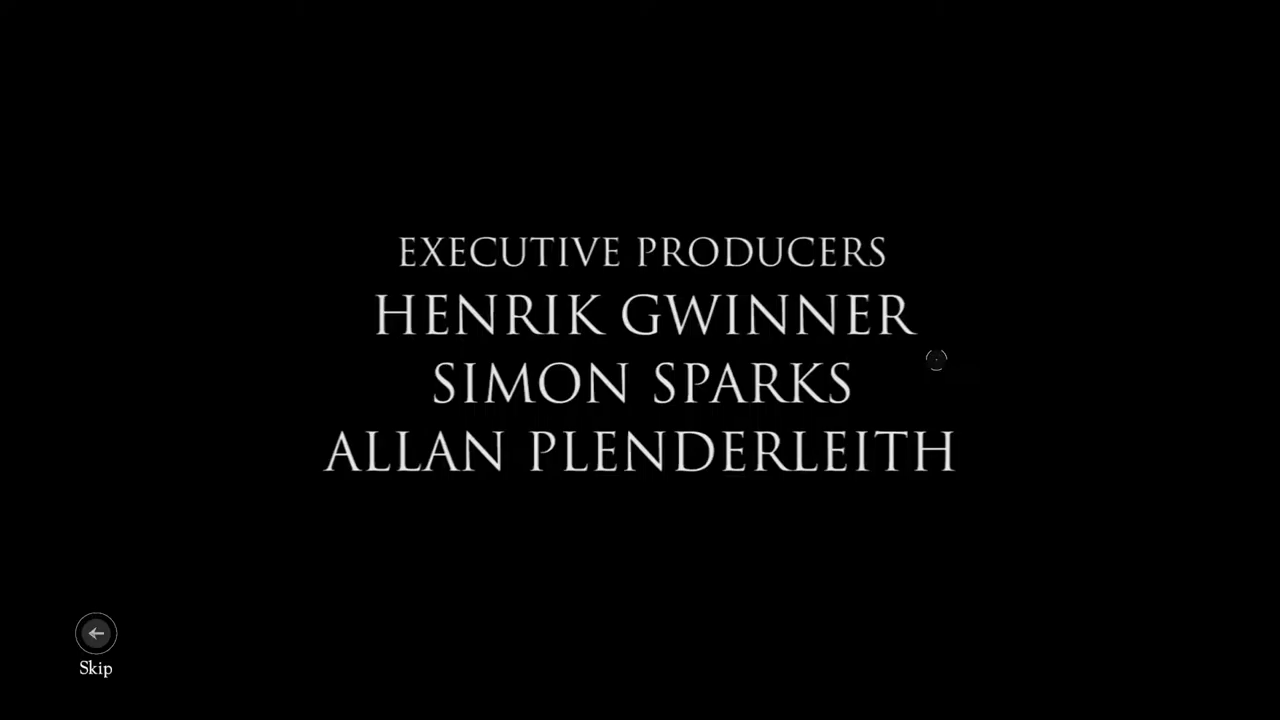 EXECUTIVE PRODUCERS
HENRIK GWINNER
SIMON SPARKS
ALLAN PLENDERLEITH
Skip